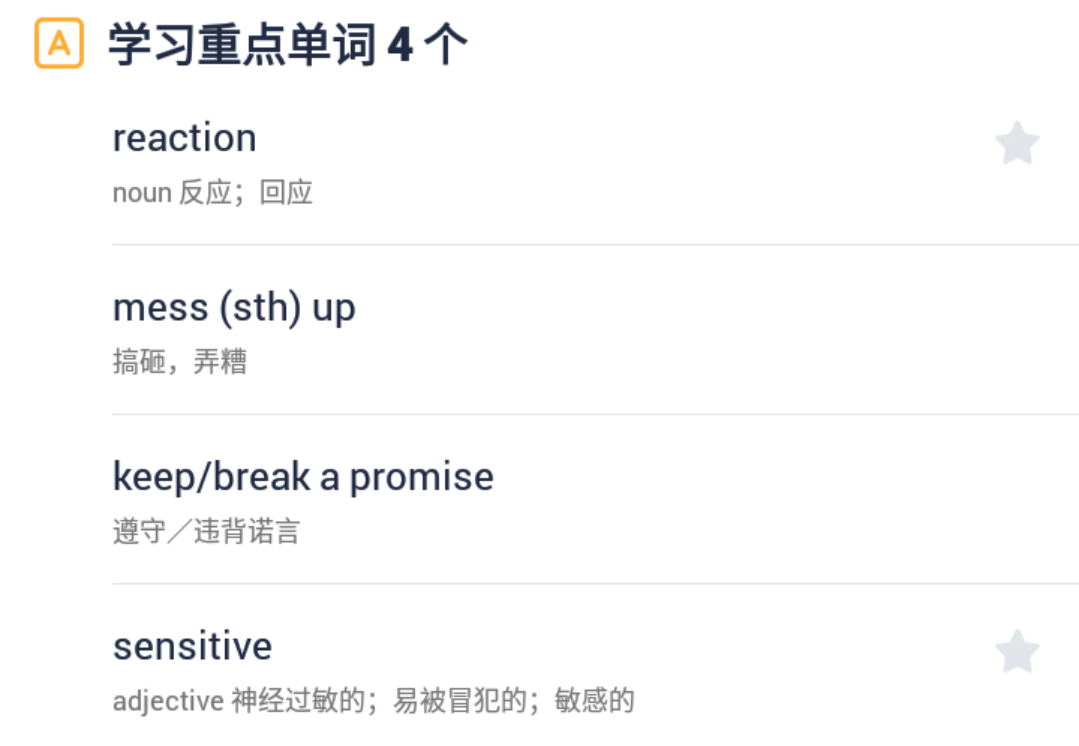 A 学习重点单词 4 个
reaction
noun 反应；回应
mess (sth) up
搞砸，弄糟
keep/break a promise
遵守／违背诺言
sensitive
adjective 神经过敏的；易被冒犯的；敏感的